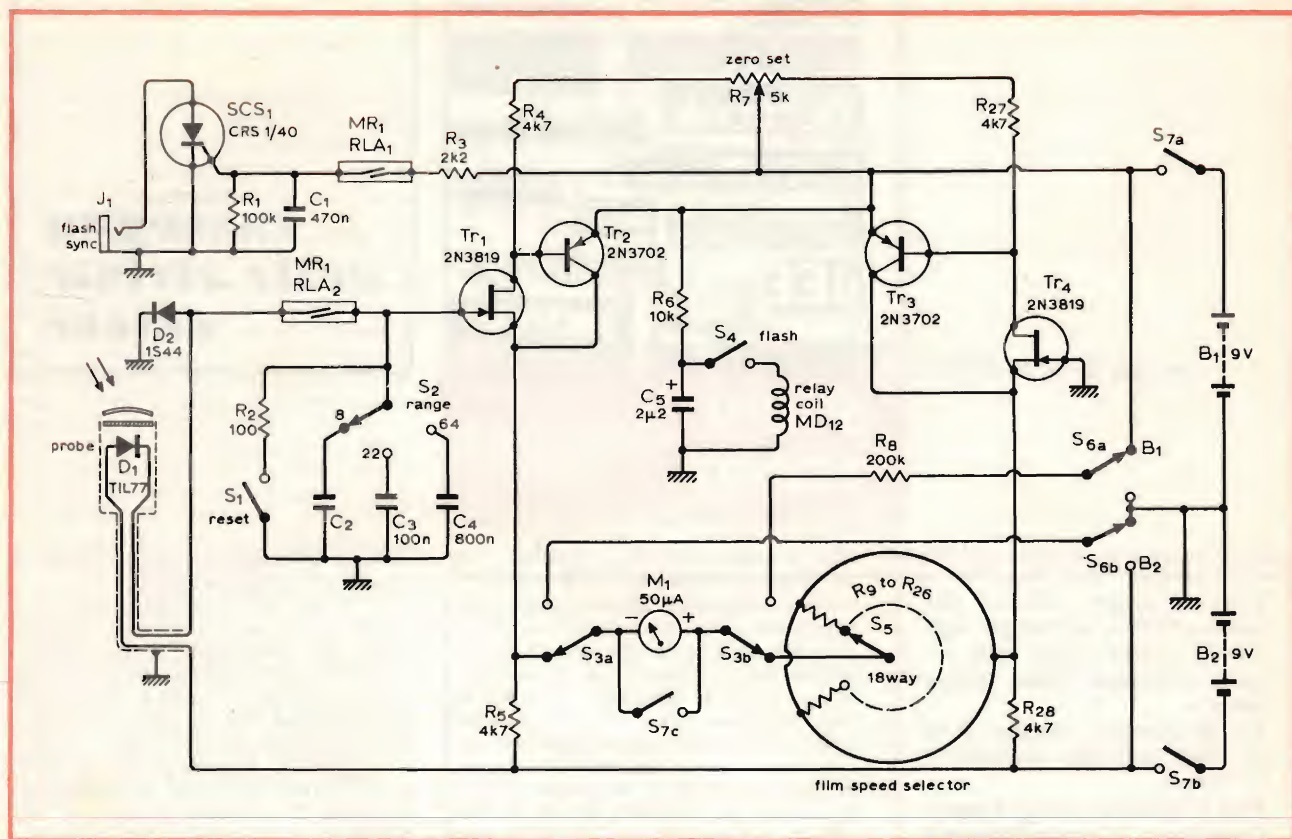 zero set
R7 5k
R4 4k7
R27 4k7
SCS1
CRS 1/40
MR1
RLA1
R3 2k2
S7a
J1
flash sync
R1 100k
C1 470n
Tr1
2N3819
Tr2
2N3702
MR1
RLA2
D2
1S44
R6 10k
S4 flash
Tr3
2N3702
Tr4
2N3819
B1 9V
C5 2µ2
+
relay coil MD12
R2 100
S2 range
8
22
64
probe
D1
TIL77
S1 reset
C2
C3 100n
C4 800n
R8 200k
S6a B1
S6b B2
M1
50µA
- +
S3a
S3b
S7c
R9 to R26
S5
18way
B2 9V
R5 4k7
R28 4k7
S7b
film speed selector